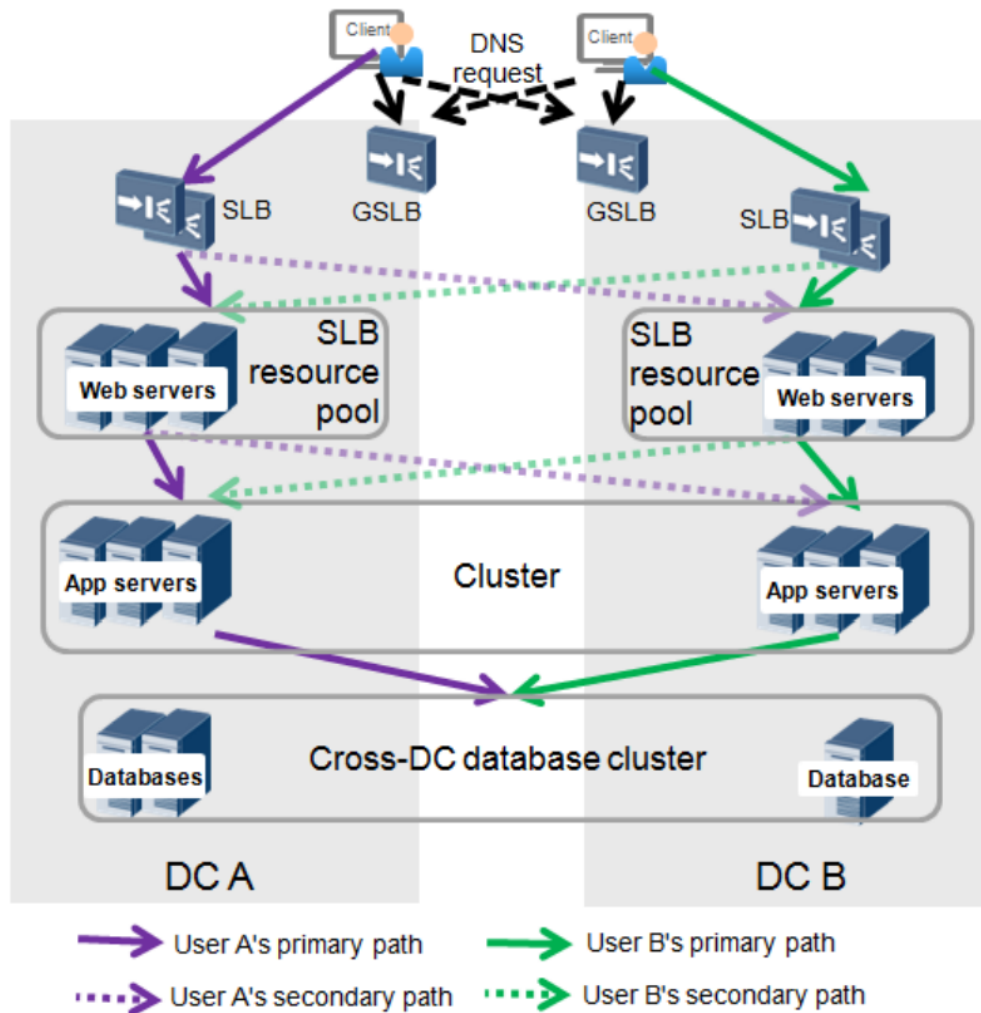 Client
DNS
request
Client
SLB
GSLB
GSLB
SLB
SLB
resource
pool
Web servers
SLB
resource
pool
Web servers
App servers
Cluster
App servers
Databases
Cross-DC database cluster
Database
DC A
DC B
User A's primary path
User B's primary path
User A's secondary path
User B's secondary path